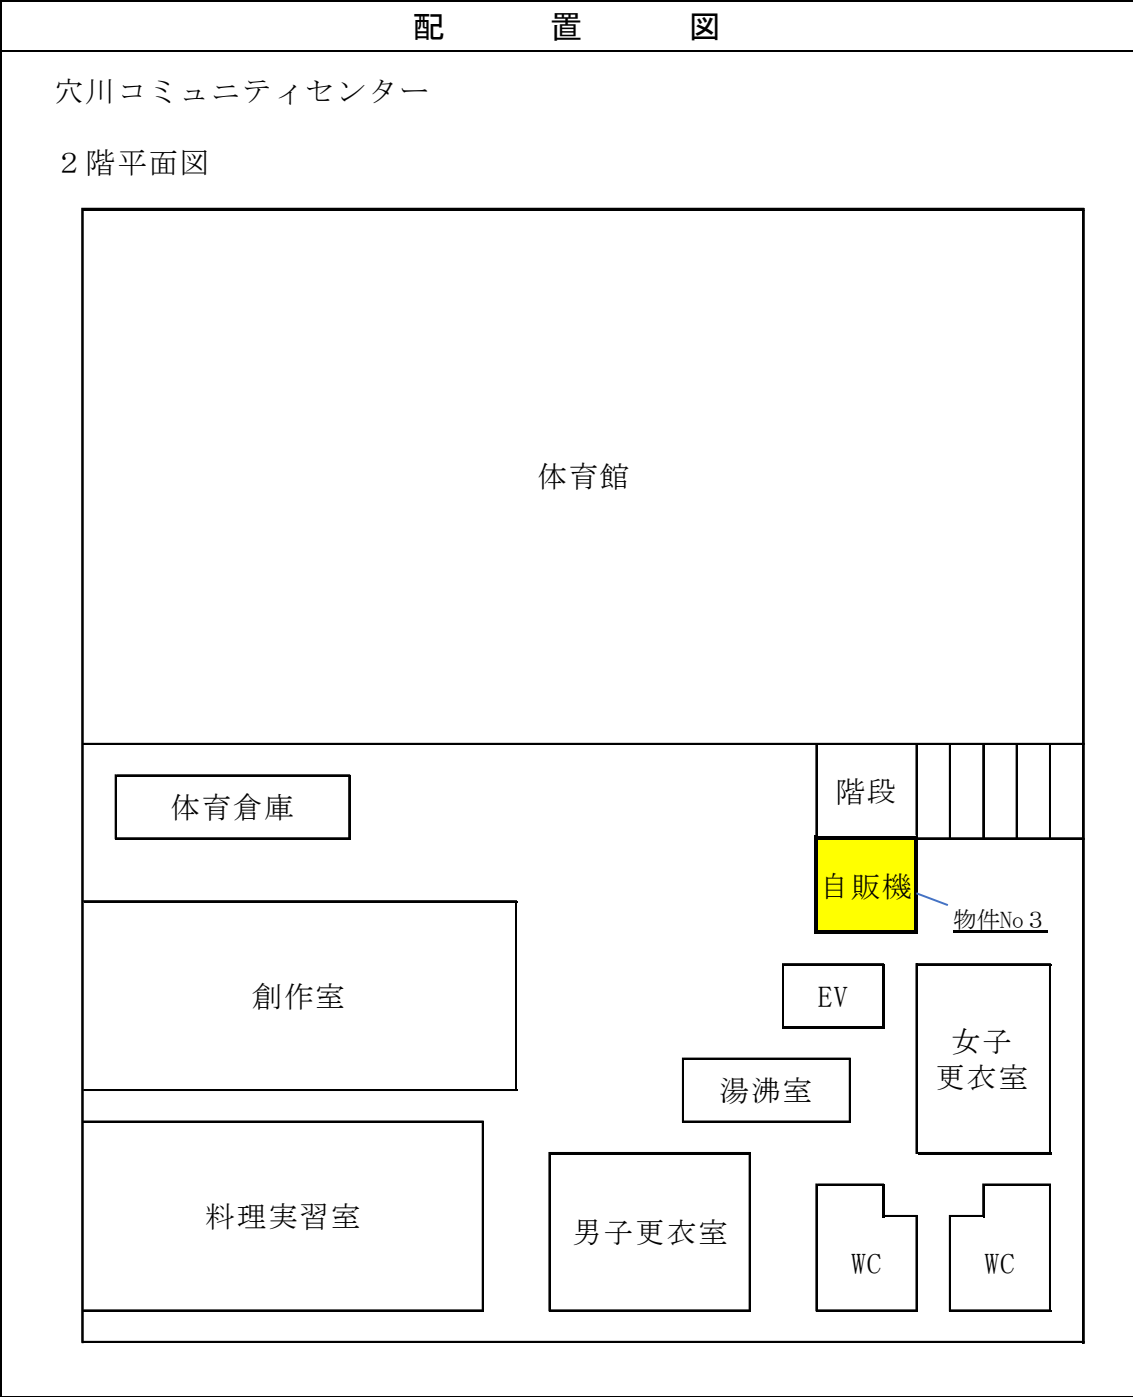 配置図
穴川コミュニティセンター
２階平面図
体育館
階段
体育倉庫
自販機
物件No３
創作室
EV
女子
更衣室
湯沸室
料理実習室
男子更衣室
WC
WC